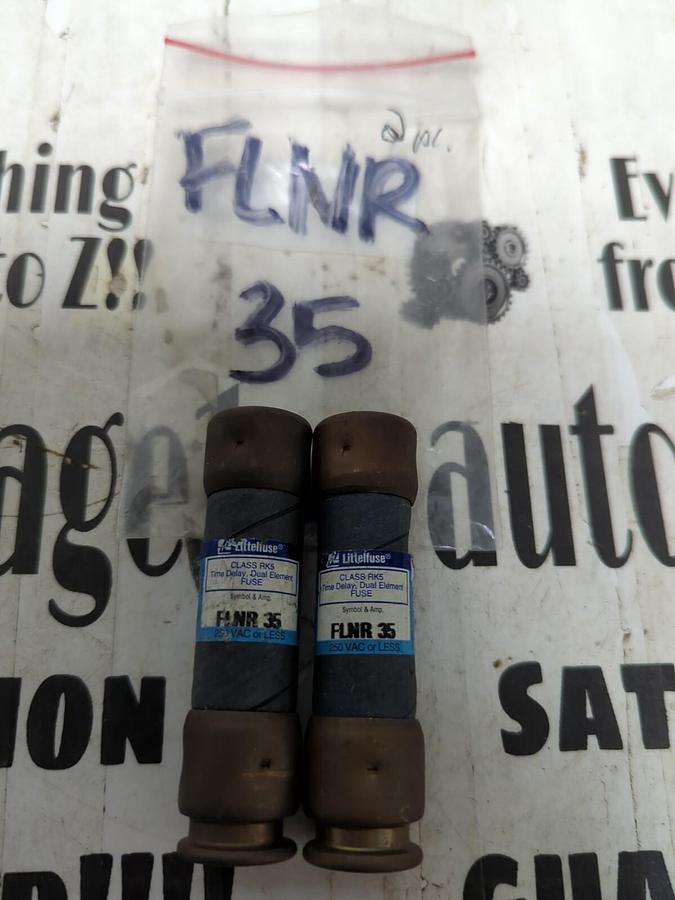 2 pc.
FLNR
35
hing
to Z!!
Ev
fro
age
auto
Littelfuse®
CLASS RK5
Time Delay, Dual Element
FUSE
Symbol & Amp.
FLNR 35
250 VAC or LESS
Littelfuse®
CLASS RK5
Time Delay, Dual Element
FUSE
Symbol & Amp.
FLNR 35
250 VAC or LESS
ION
SAT
GUA